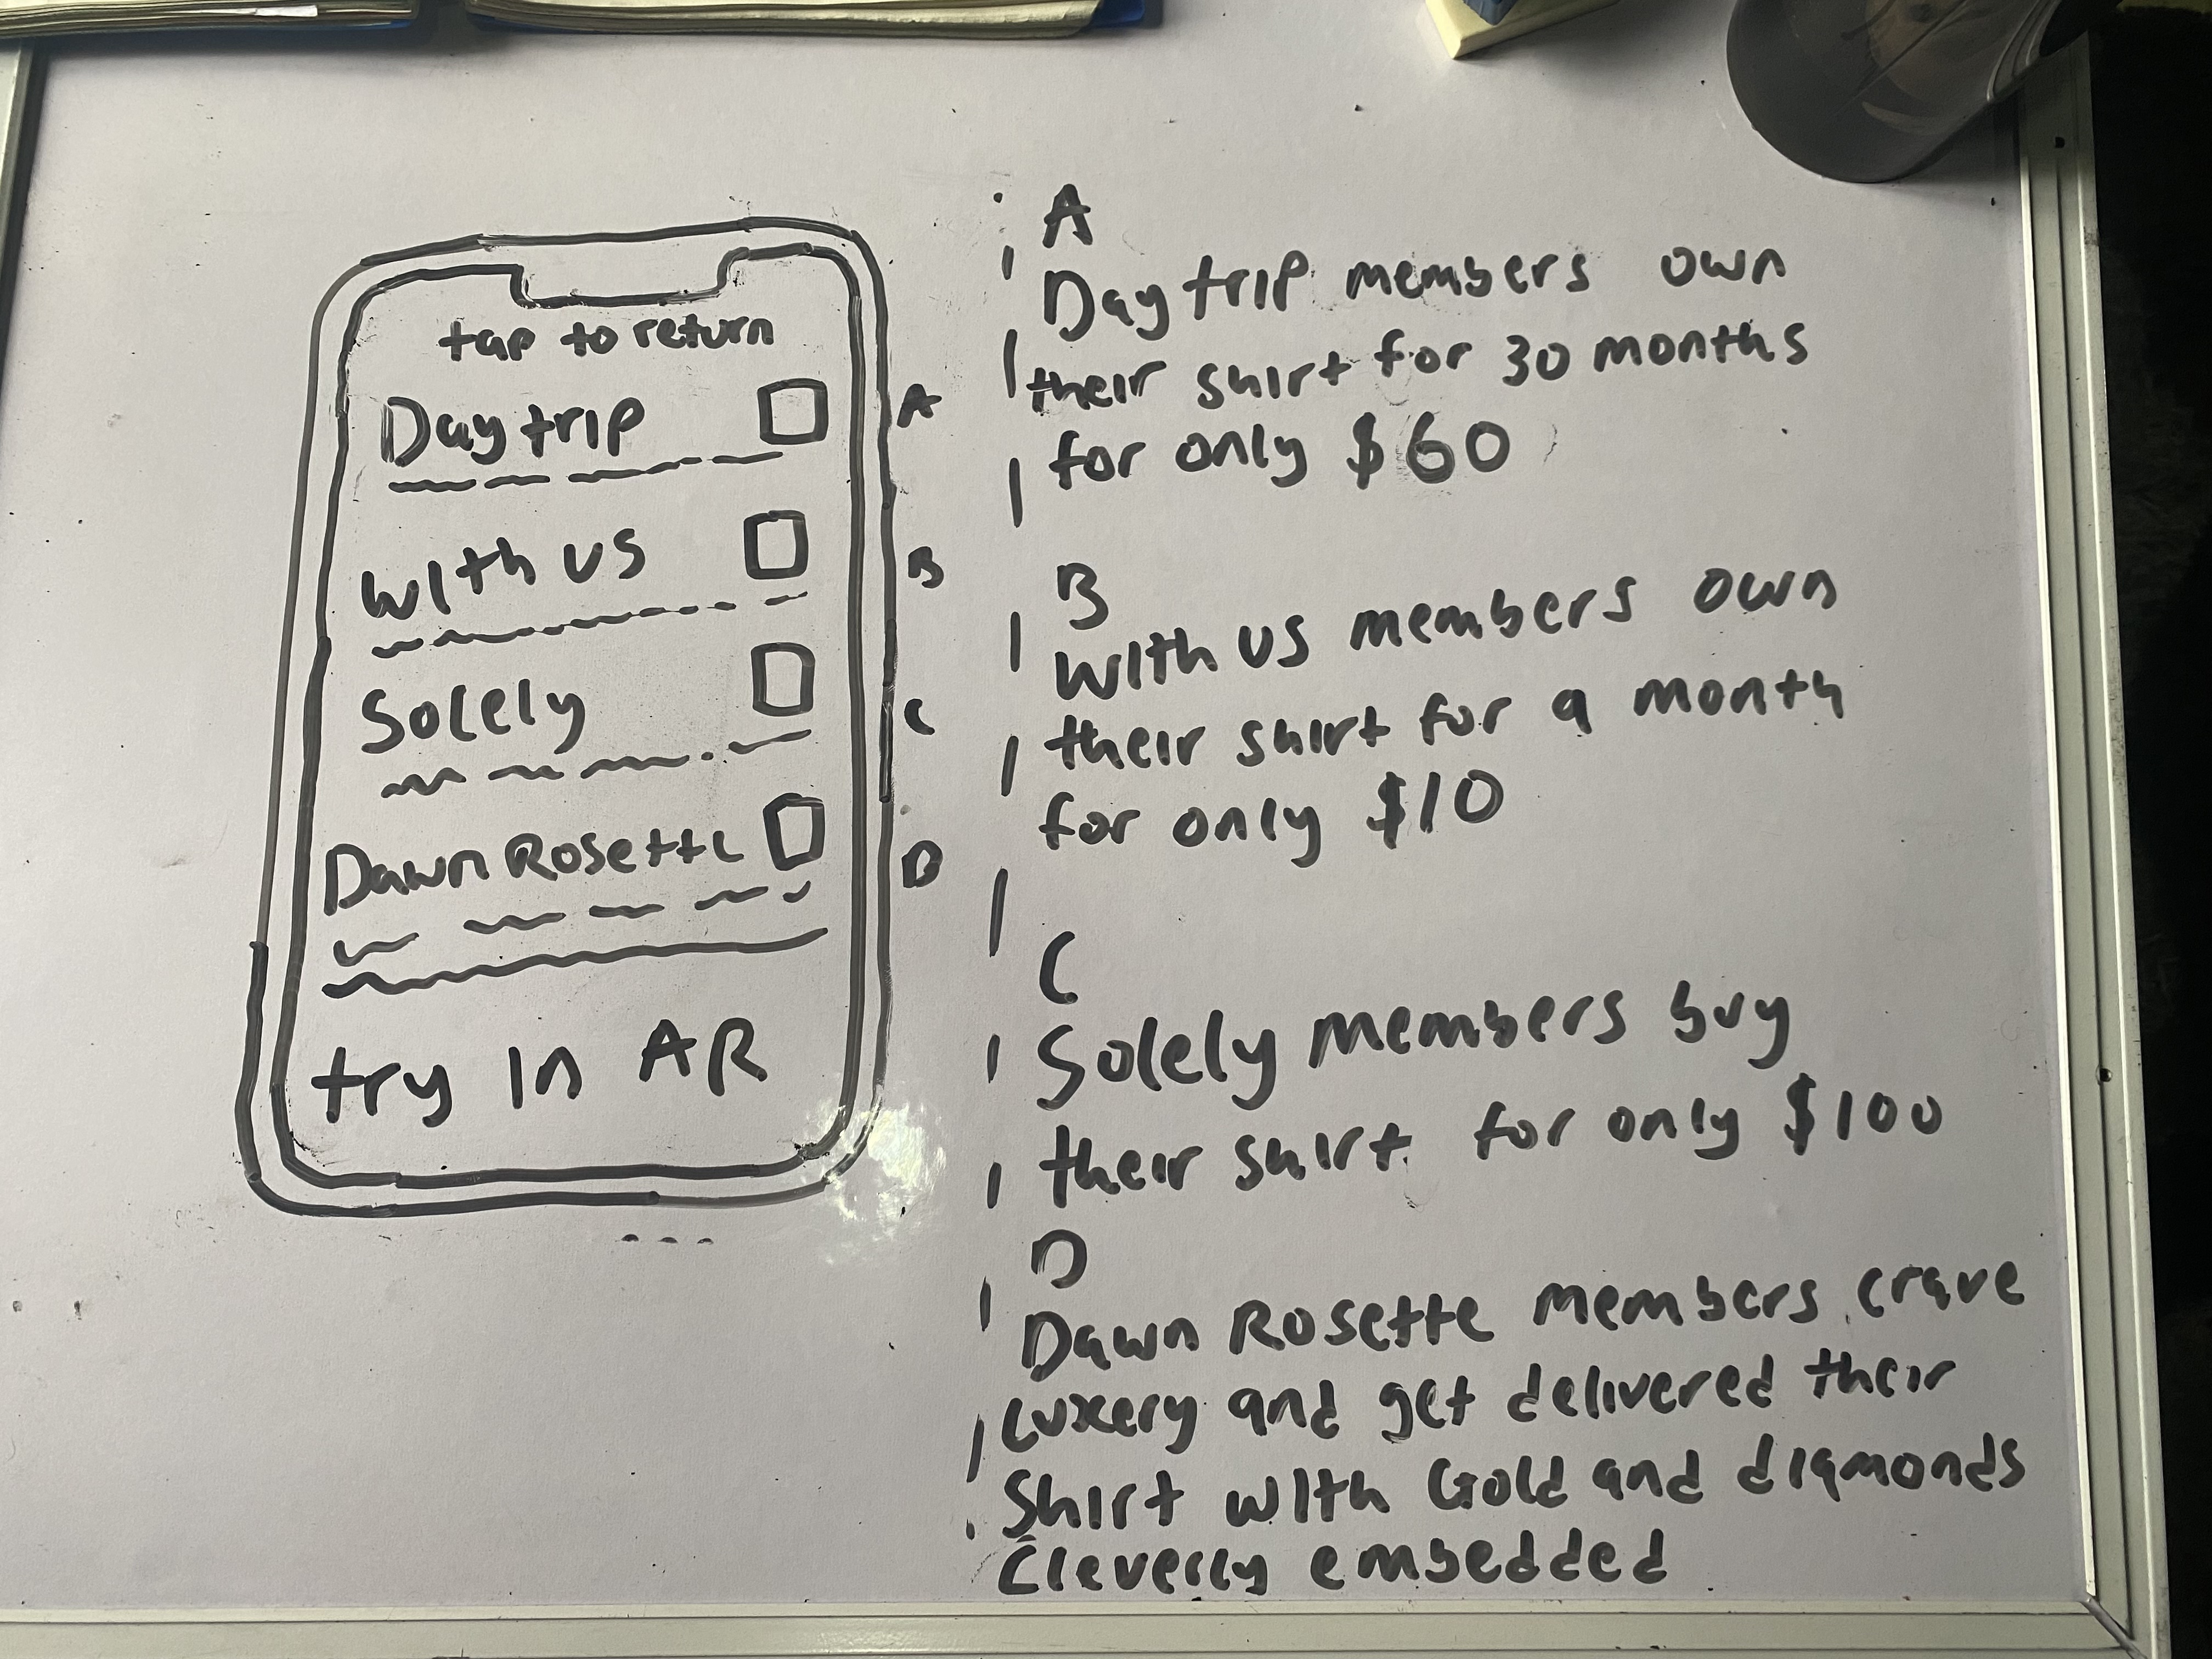 tap to return
Day trip
A
With us
B
Solely
C
Dawn Rosette
D
try in AR
A
Day trip members own
their shirt for 30 months
for only $60
B
With us members own
their shirt for a month
for only $10
C
Solely members buy
their shirt for only $100
D
Dawn Rosette members crave
Luxery and get delivered their
Shirt with Gold and diamonds
Cleverly embedded